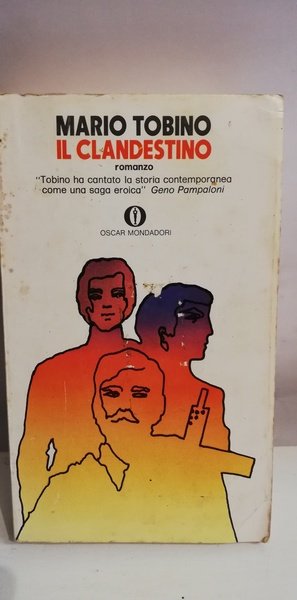 MARIO TOBINO
IL CLANDESTINO
romanzo
"Tobino ha cantato la storia contemporanea
come una saga eroica" Geno Pampaloni
OSCAR MONDADORI